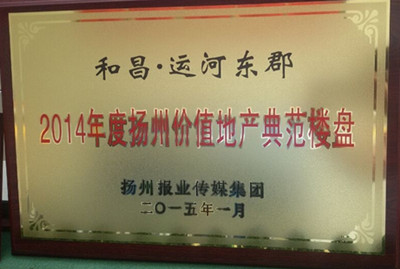 和昌·运河东郡
2014年度扬州价值地产典范楼盘
扬州报业传媒集团
二〇一五年一月